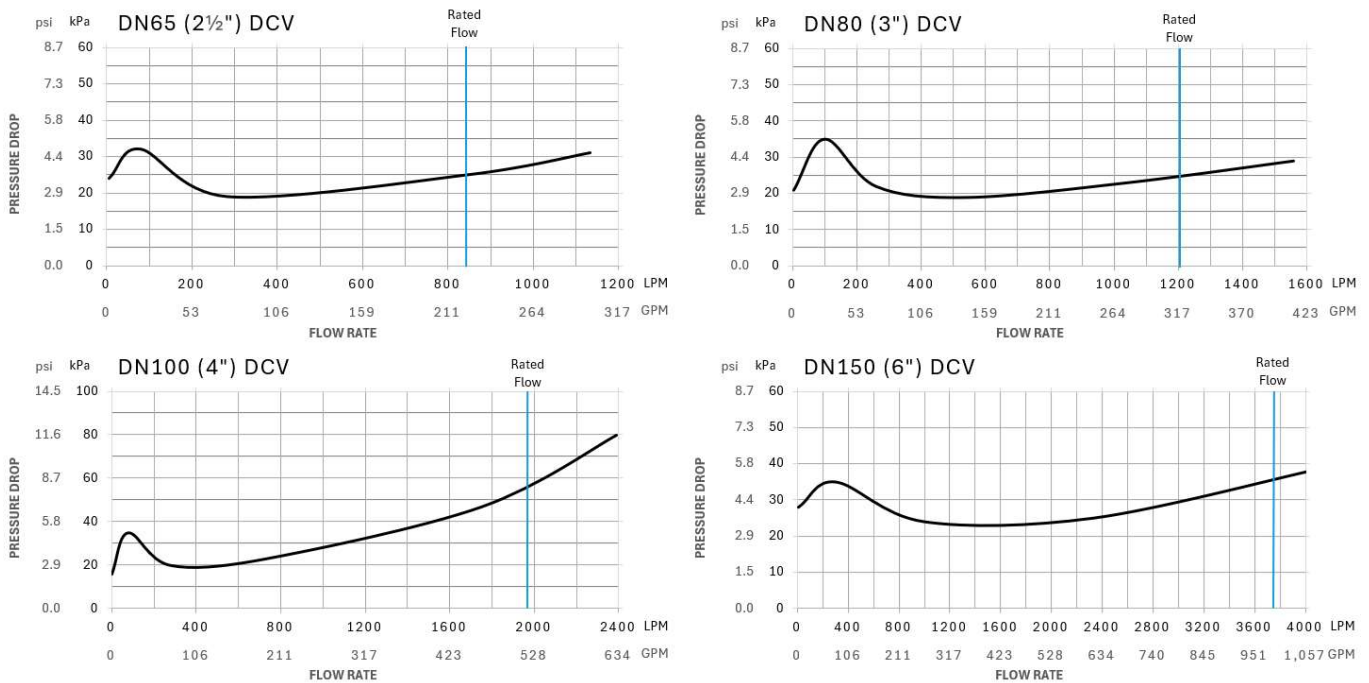 psi kPa DN65 (2½") DCV
Rated
Flow
8.7 60
7.3 50
5.8 40
4.4 30
2.9 20
1.5 10
0.0 0
PRESSURE DROP
0 200 400 600 800 1000 1200 LPM
0 53 106 159 211 264 317 GPM
FLOW RATE
psi kPa DN80 (3") DCV
Rated
Flow
8.7 60
7.3 50
5.8 40
4.4 30
2.9 20
1.5 10
0.0 0
PRESSURE DROP
0 200 400 600 800 1000 1200 1400 1600 LPM
0 53 106 159 211 264 317 370 423 GPM
FLOW RATE
psi kPa DN100 (4") DCV
Rated
Flow
14.5 100
11.6 80
8.7 60
5.8 40
2.9 20
0.0 0
PRESSURE DROP
0 400 800 1200 1600 2000 2400 LPM
0 106 211 317 423 528 634 GPM
FLOW RATE
psi kPa DN150 (6") DCV
Rated
Flow
8.7 60
7.3 50
5.8 40
4.4 30
2.9 20
1.5 10
0.0 0
PRESSURE DROP
0 400 800 1200 1600 2000 2400 2800 3200 3600 4000 LPM
0 106 211 317 423 528 634 740 845 951 1,057 GPM
FLOW RATE